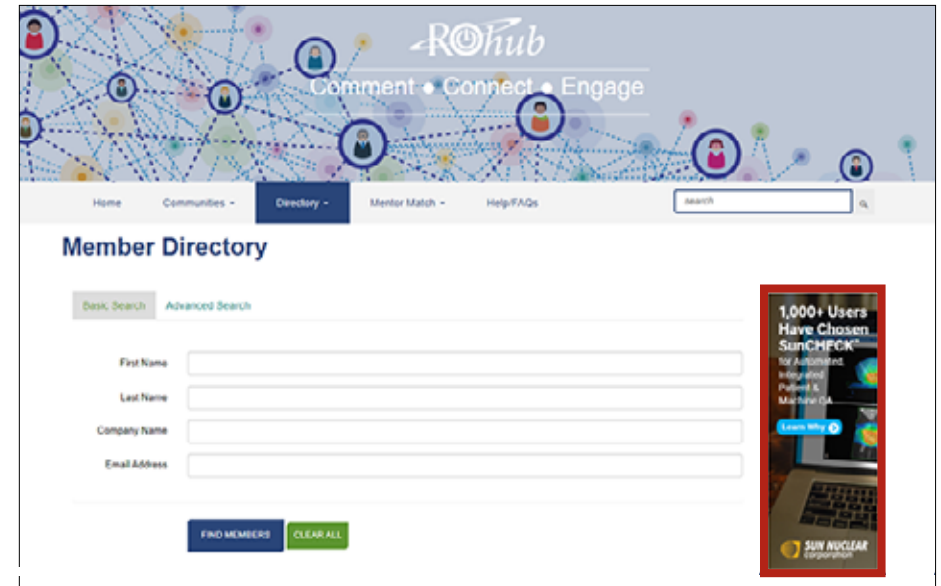 ROhub
Comment • Connect • Engage
Home Communities Directory Mentor Match Help/FAQs search
Member Directory
Basic Search Advanced Search
First Name
Last Name
Company Name
Email Address
FIND MEMBERS CLEAR ALL
1,000+ Users
Have Chosen
SunCHECK™
for Automated,
Integrated
Patient &
Machine QA
Learn Why
SUN NUCLEAR
corporation